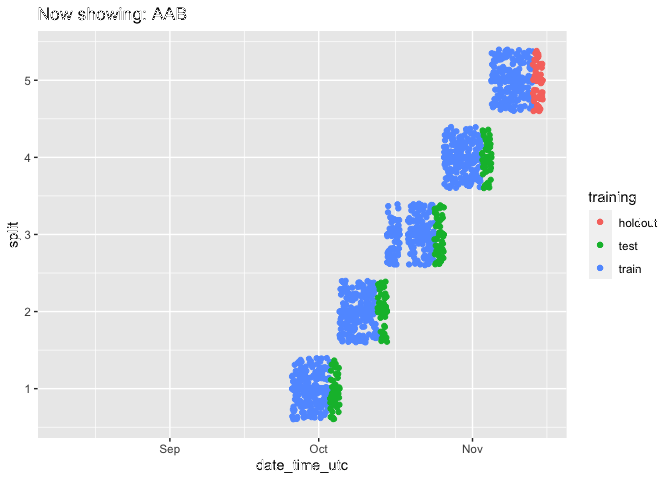 Now showing: AAB
5
4
3
2
1
split
Sep Oct Nov
date_time_utc
training
holdout
test
train